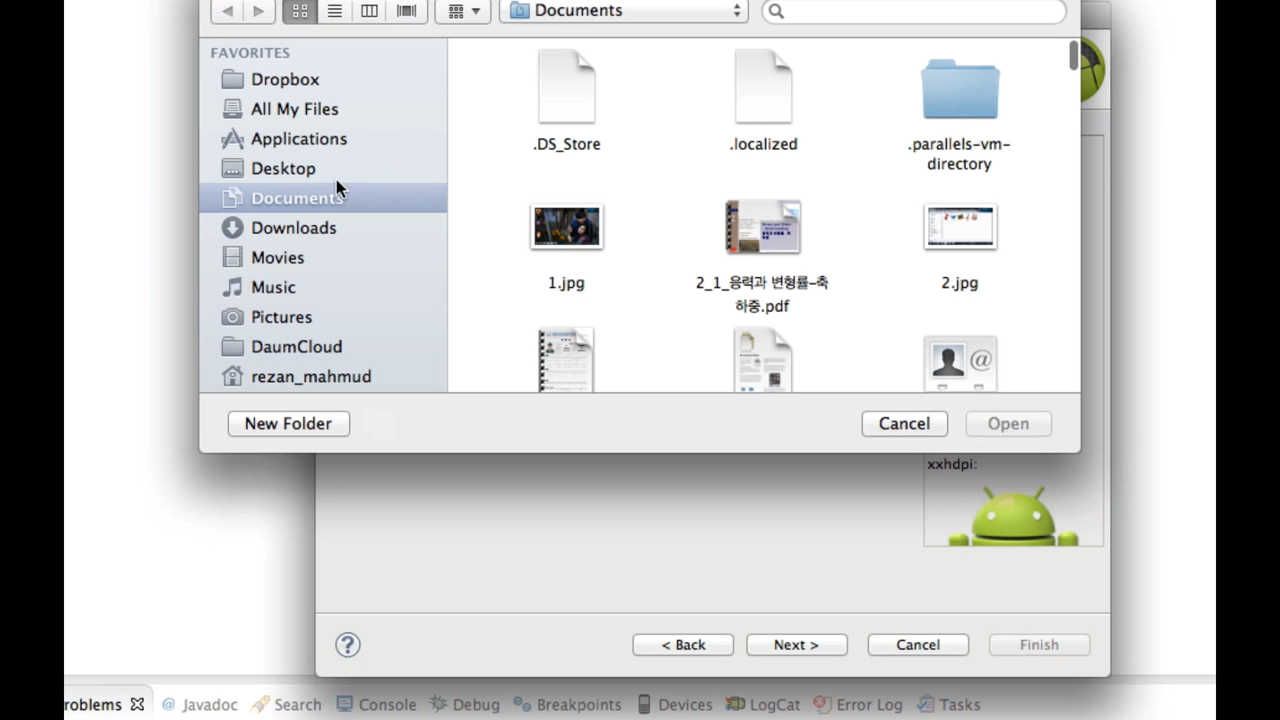 Documents
FAVORITES
Dropbox
All My Files
Applications
Desktop
Documents
Downloads
Movies
Music
Pictures
DaumCloud
rezan_mahmud
.DS_Store
.localized
.parallels-vm-
directory
1.jpg
2_1_응력과 변형률-축
하중.pdf
2.jpg
New Folder
Cancel
Open
xxhdpi:
< Back
Next >
Cancel
Finish
roblems
Javadoc
Search
Console
Debug
Breakpoints
Devices
LogCat
Error Log
Tasks